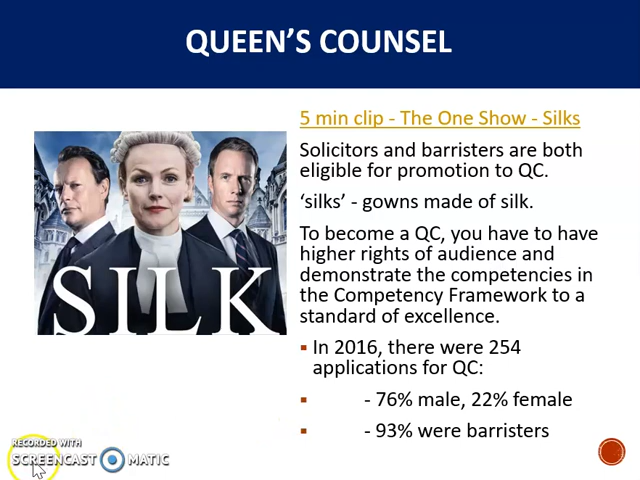 QUEEN'S COUNSEL
5 min clip - The One Show - Silks
Solicitors and barristers are both
eligible for promotion to QC.
‘silks’ - gowns made of silk.
To become a QC, you have to have
higher rights of audience and
demonstrate the competencies in
the Competency Framework to a
standard of excellence.
In 2016, there were 254
applications for QC:
- 76% male, 22% female
- 93% were barristers
SILK
RECORDED WITH
SCREENCAST MATIC